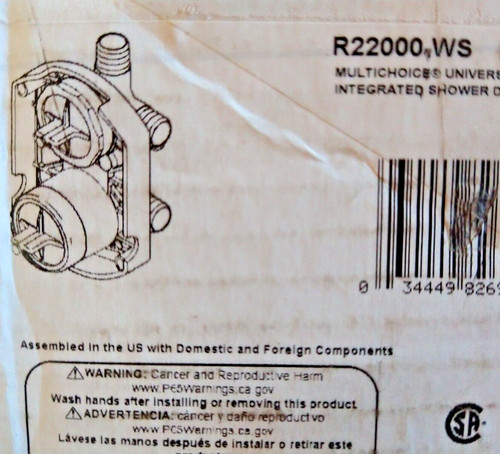 R22000-WS
MULTICHOICE® UNIVERS
INTEGRATED SHOWER D
0 34449 826
Assembled in the US with Domestic and Foreign Components
⚠WARNING: Cancer and Reproductive Harm
www.P65Warnings.ca.gov
Wash hands after installing or removing this product
⚠ADVERTENCIA: cáncer y daño reproductivo
www.P65Warnings.ca.gov
Lávese las manos después de instalar o retirar este
SA